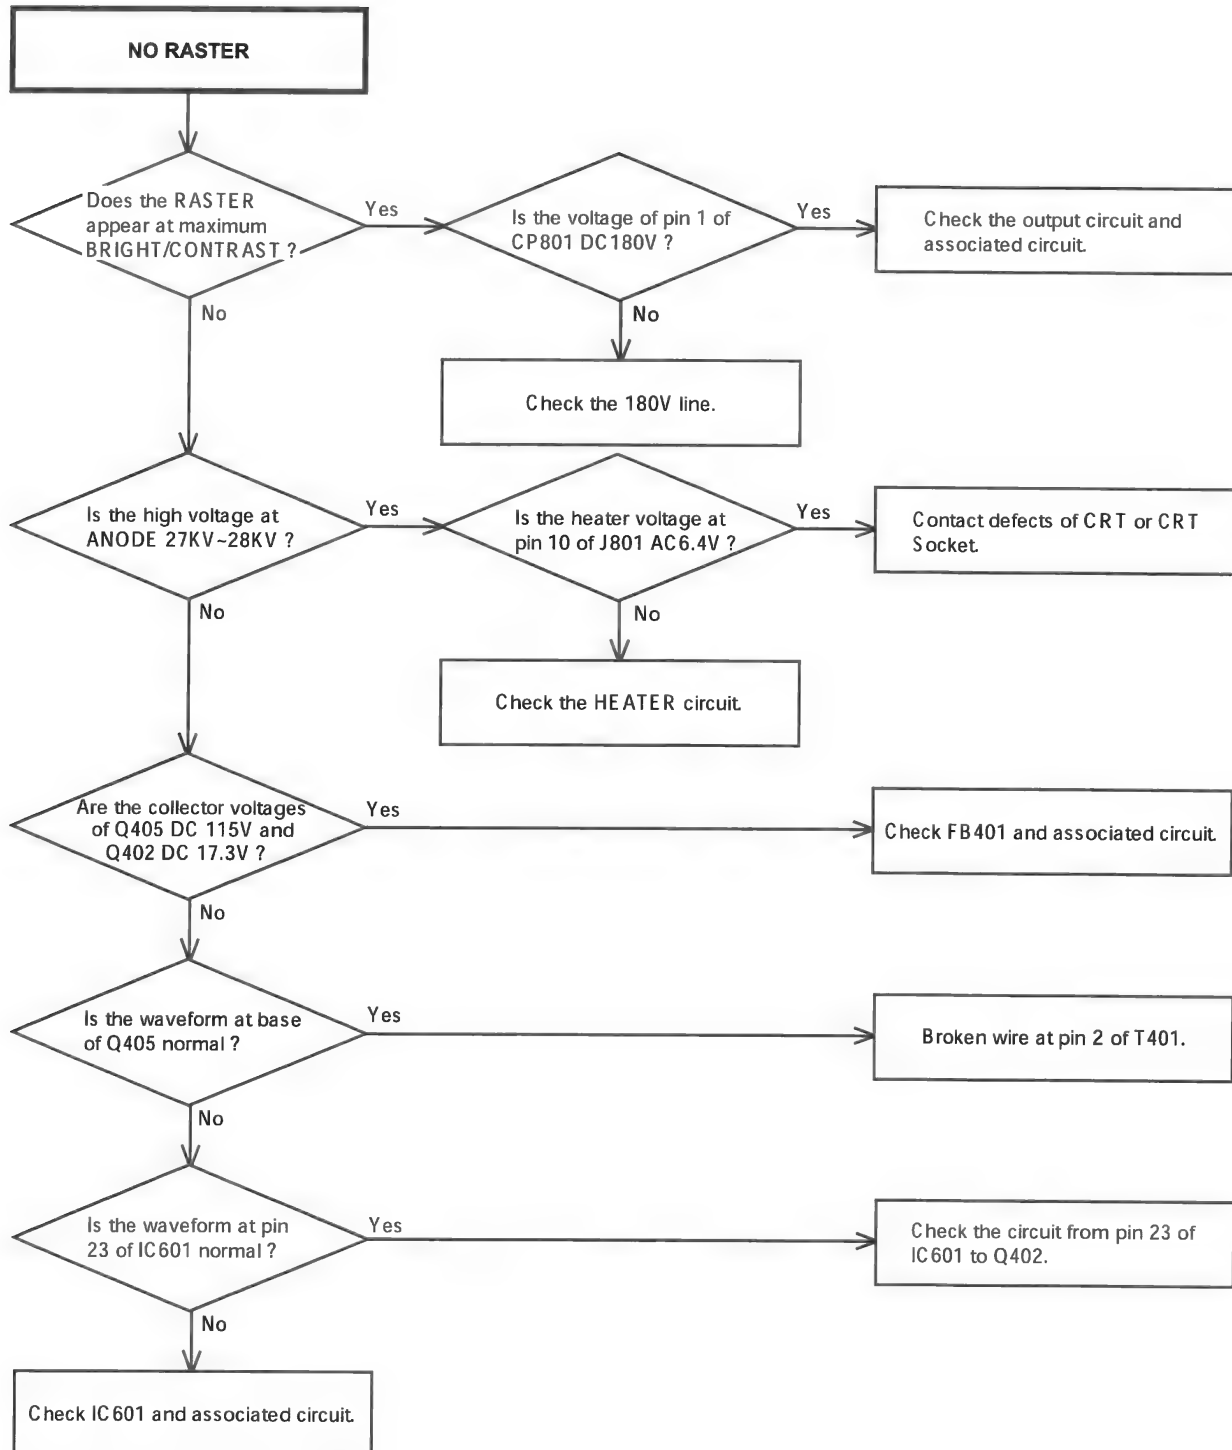 NO RASTER
Does the RASTER
appear at maximum
BRIGHT/CONTRAST ?
Yes
Is the voltage of pin 1 of
CP801 DC180V ?
Yes
Check the output circuit and
associated circuit.
No
No
Check the 180V line.
Is the high voltage at
ANODE 27KV~28KV ?
Yes
Is the heater voltage at
pin 10 of J801 AC6.4V ?
Yes
Contact defects of CRT or CRT
Socket.
No
No
Check the HEATER circuit.
Are the collector voltages
of Q405 DC 115V and
Q402 DC 17.3V ?
Yes
Check FB401 and associated circuit.
No
Is the waveform at base
of Q405 normal ?
Yes
Broken wire at pin 2 of T401.
No
Is the waveform at pin
23 of IC601 normal ?
Yes
Check the circuit from pin 23 of
IC601 to Q402.
No
Check IC601 and associated circuit.